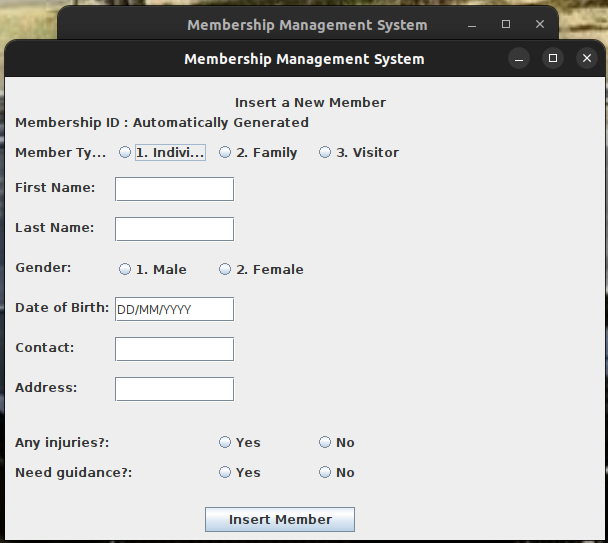 Membership Management System
Membership Management System
Insert a New Member
Membership ID : Automatically Generated
Member Ty... 1. Indivi... 2. Family 3. Visitor
First Name:
Last Name:
Gender: 1. Male 2. Female
Date of Birth: DD/MM/YYYY
Contact:
Address:
Any injuries?: Yes No
Need guidance?: Yes No
Insert Member